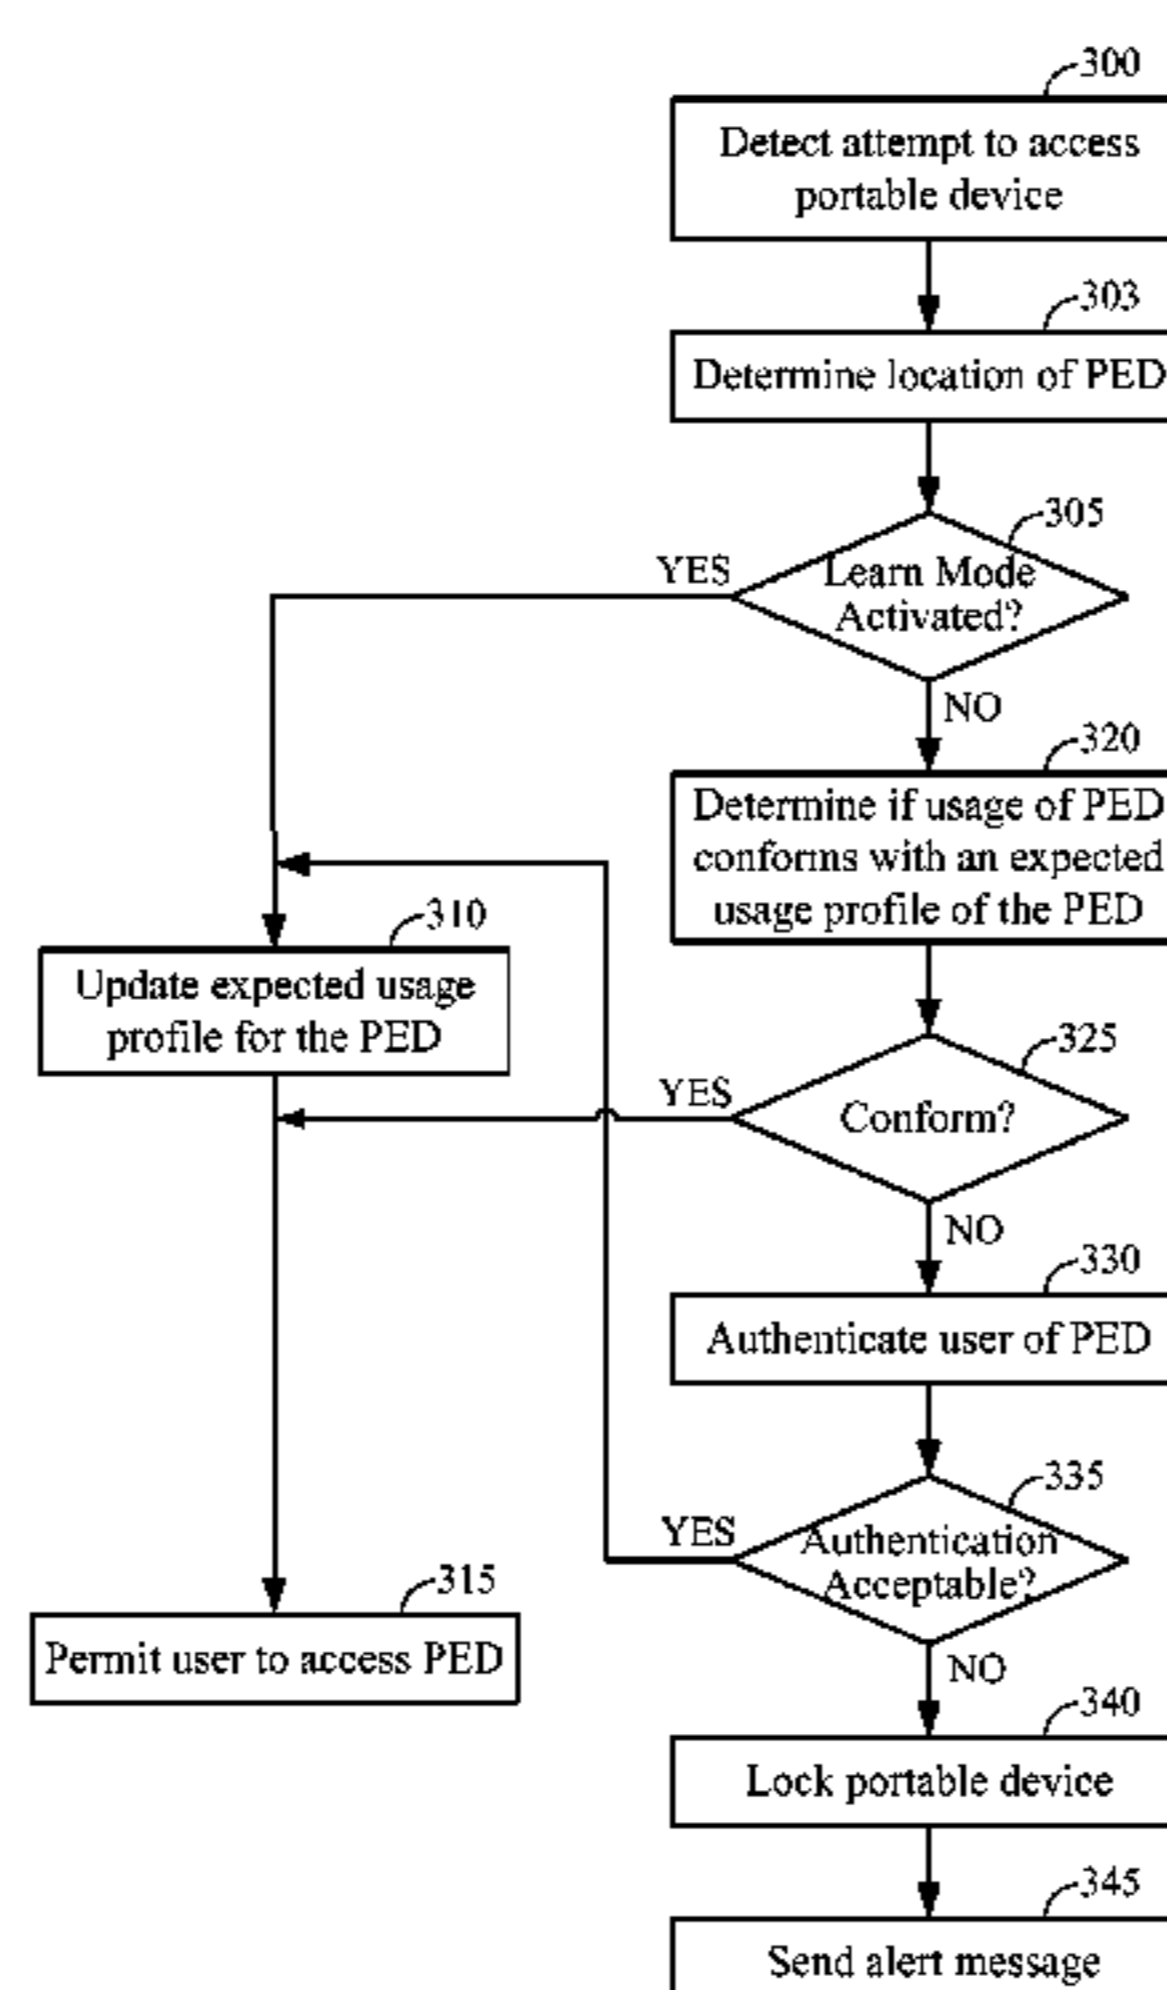 300
Detect attempt to access
portable device
303
Determine location of PED
305
YES
Learn Mode
Activated?
NO
320
Determine if usage of PED
conforms with an expected
usage profile of the PED
310
Update expected usage
profile for the PED
325
YES
Conform?
NO
330
Authenticate user of PED
335
YES
Authentication
Acceptable?
315
Permit user to access PED
NO
340
Lock portable device
345
Send alert message